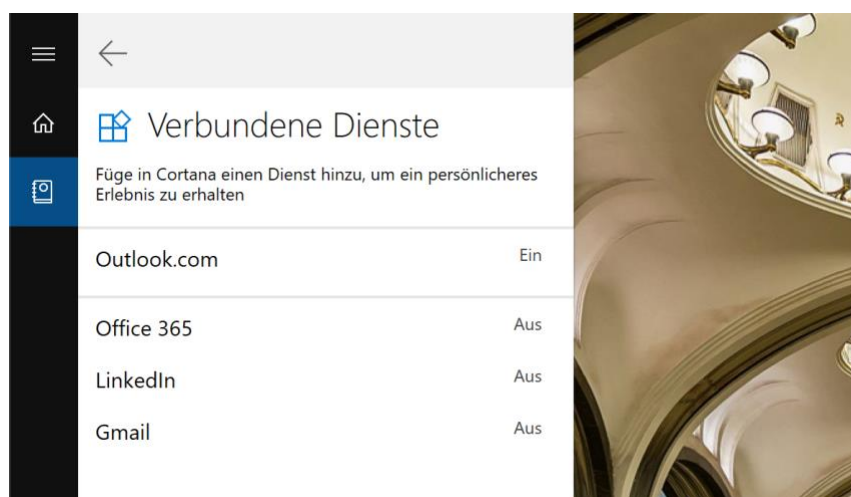 Verbundene Dienste
Füge in Cortana einen Dienst hinzu, um ein persönlicheres
Erlebnis zu erhalten
Outlook.com Ein
Office 365 Aus
LinkedIn Aus
Gmail Aus